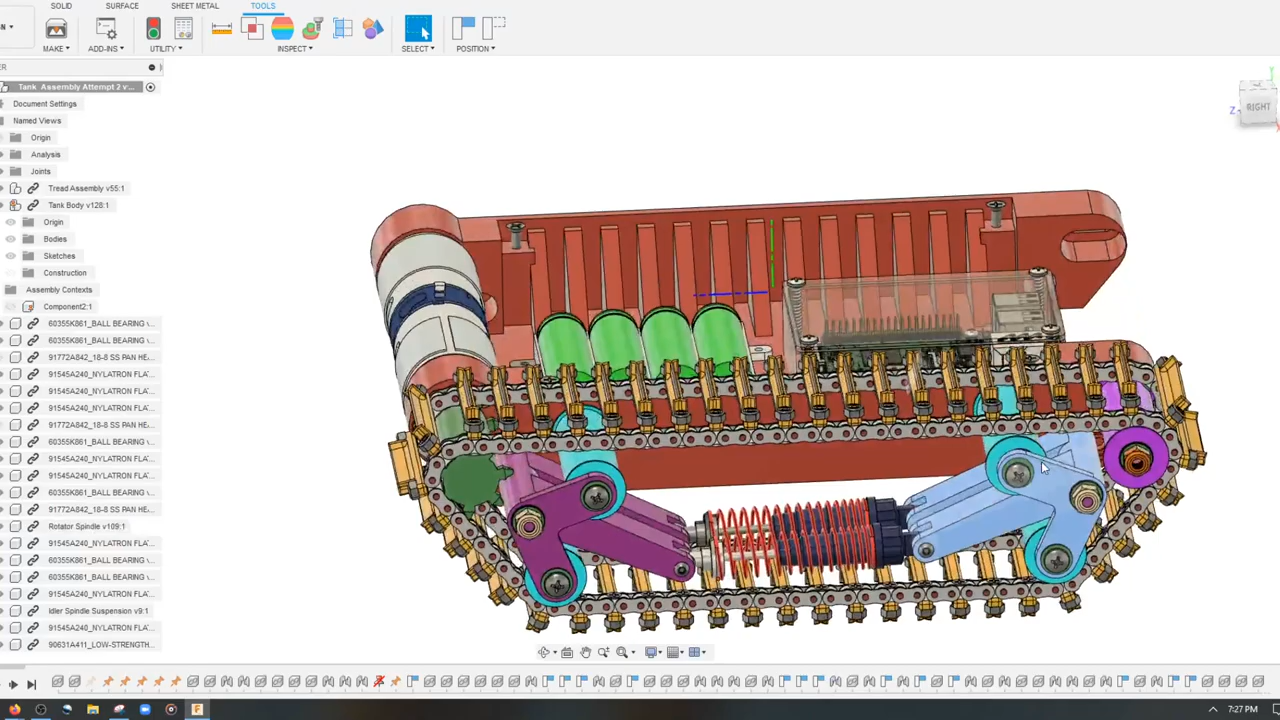 SOLID SURFACE SHEET METAL TOOLS
MAKE ADD-INS UTILITY INSPECT SELECT POSITION
ER
Tank Assembly Attempt 2 v...
Document Settings
Named Views
Origin
Analysis
Joints
Tread Assembly v55:1
Tank Body v128:1
Origin
Bodies
Sketches
Construction
Assembly Contexts
Component2:1
60355K861_BALL BEARING v...
60355K861_BALL BEARING v...
91772A842_18-8 SS PAN HE...
91545A240_NYLATRON FLA...
91545A240_NYLATRON FLA...
91545A240_NYLATRON FLA...
91772A842_18-8 SS PAN HE...
60355K861_BALL BEARING v...
91545A240_NYLATRON FLA...
91545A240_NYLATRON FLA...
60355K861_BALL BEARING v...
91772A842_18-8 SS PAN HE...
Rotator Spindle v109:1
91545A240_NYLATRON FLA...
60355K861_BALL BEARING v...
60355K861_BALL BEARING v...
91545A240_NYLATRON FLA...
Idler Spindle Suspension v9:1
91545A240_NYLATRON FLA...
90631A411_LOW-STRENGTH...
Y
Z
RIGHT
7:27 PM